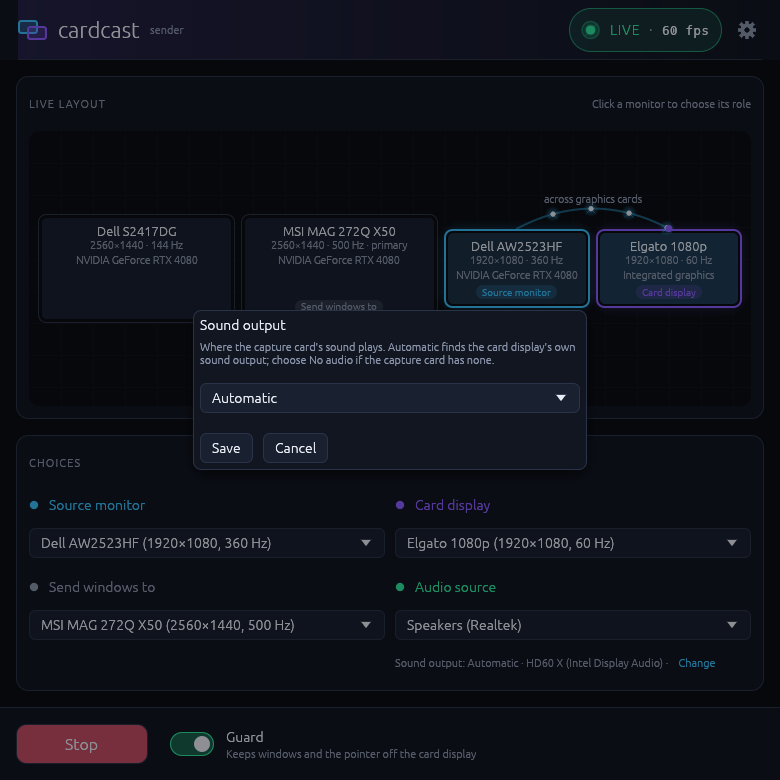 cardcast sender
LIVE · 60 fps
LIVE LAYOUT
Click a monitor to choose its role
across graphics cards
Dell S2417DG
2560×1440 · 144 Hz
NVIDIA GeForce RTX 4080
MSI MAG 272Q X50
2560×1440 · 500 Hz · primary
NVIDIA GeForce RTX 4080
Send windows to
Dell AW2523HF
1920×1080 · 360 Hz
NVIDIA GeForce RTX 4080
Source monitor
Elgato 1080p
1920×1080 · 60 Hz
Integrated graphics
Card display
Sound output
Where the capture card's sound plays. Automatic finds the card display's own
sound output; choose No audio if the capture card has none.
Automatic
Save
Cancel
CHOICES
Source monitor
Dell AW2523HF (1920×1080, 360 Hz)
Card display
Elgato 1080p (1920×1080, 60 Hz)
Send windows to
MSI MAG 272Q X50 (2560×1440, 500 Hz)
Audio source
Speakers (Realtek)
Sound output: Automatic · HD60 X (Intel Display Audio) · Change
Stop
Guard
Keeps windows and the pointer off the card display